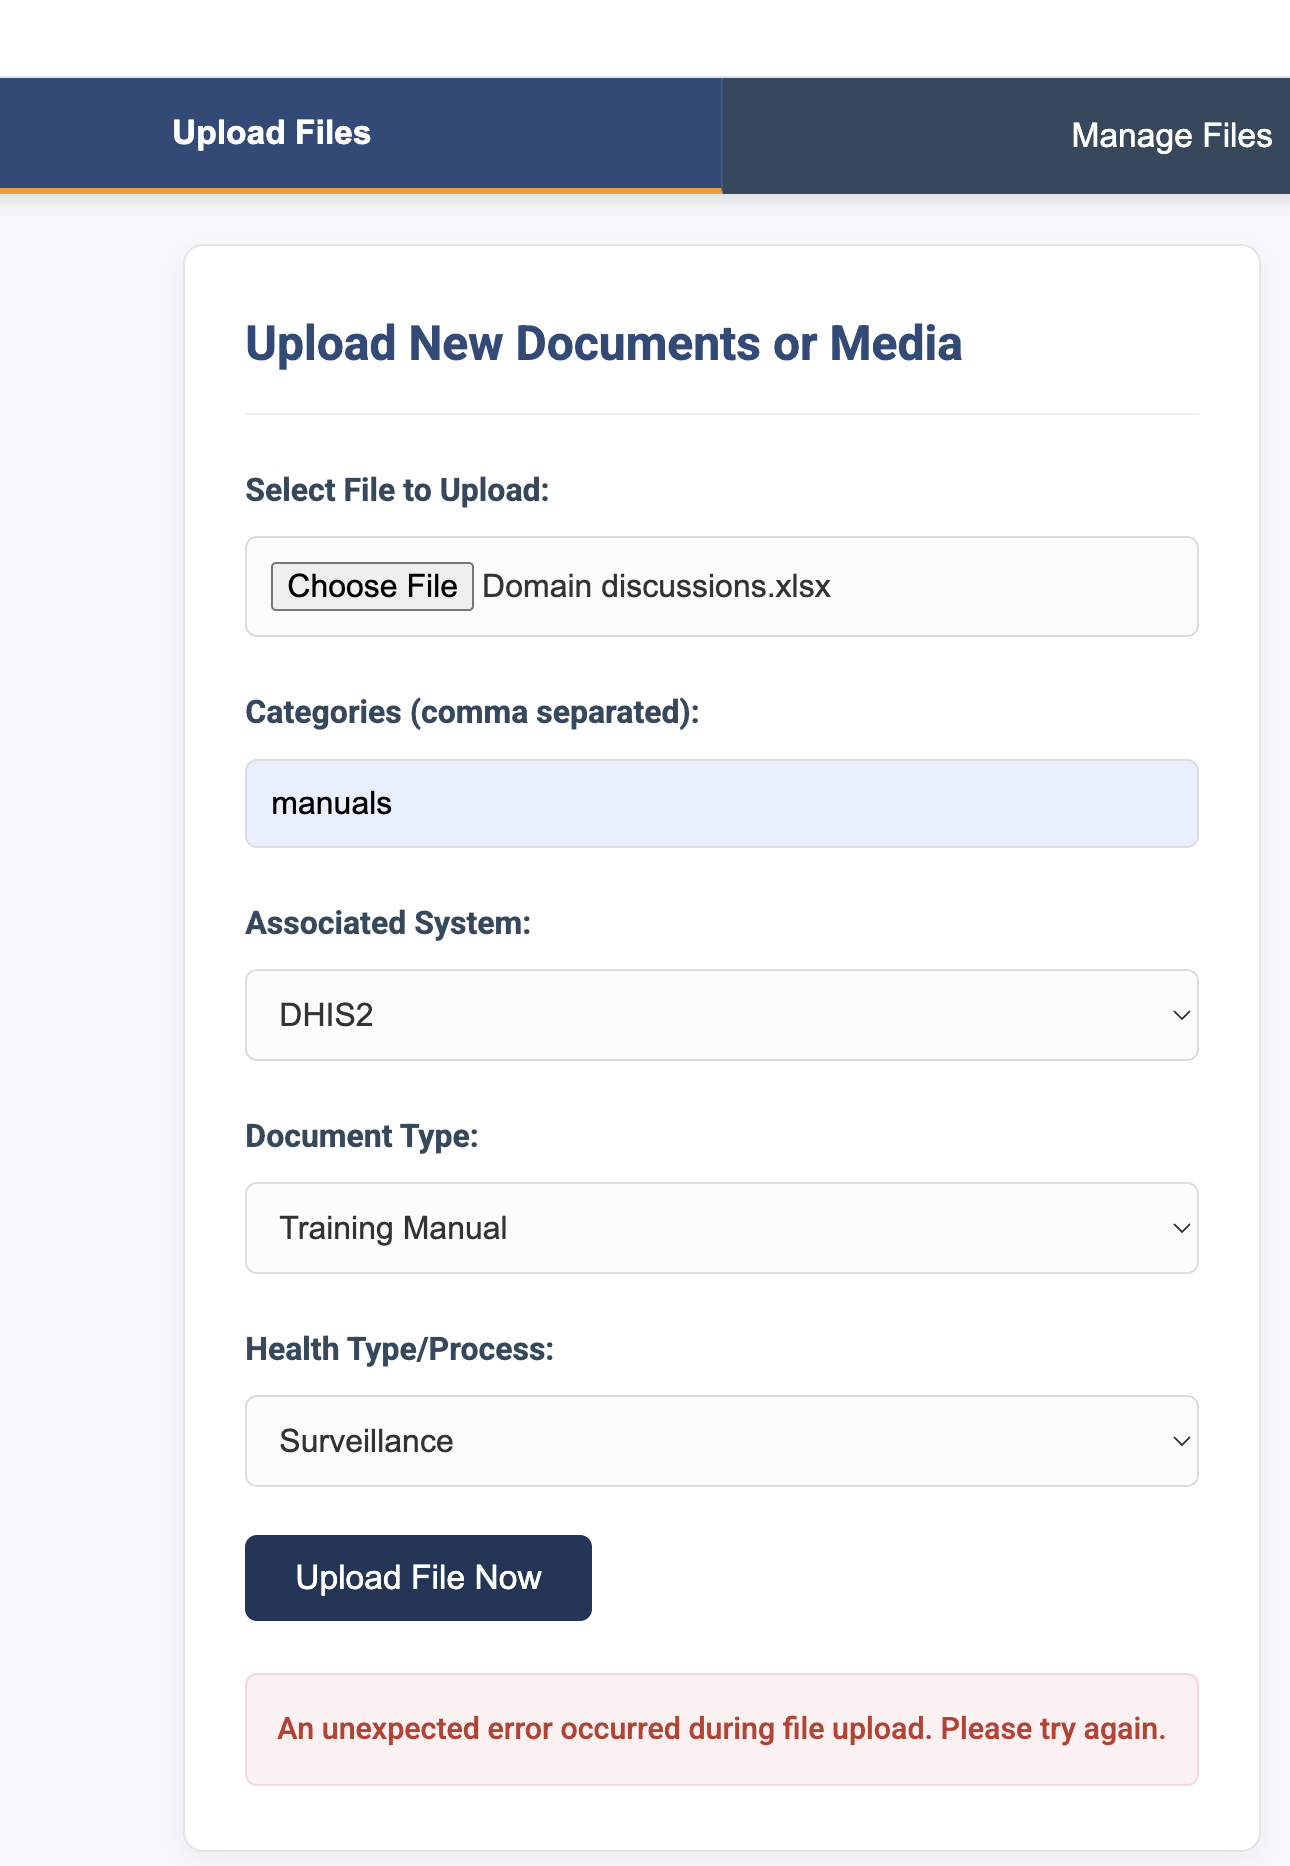 Upload Files
Manage Files
Upload New Documents or Media
Select File to Upload:
Choose File Domain discussions.xlsx
Categories (comma separated):
manuals
Associated System:
DHIS2
Document Type:
Training Manual
Health Type/Process:
Surveillance
Upload File Now
An unexpected error occurred during file upload. Please try again.